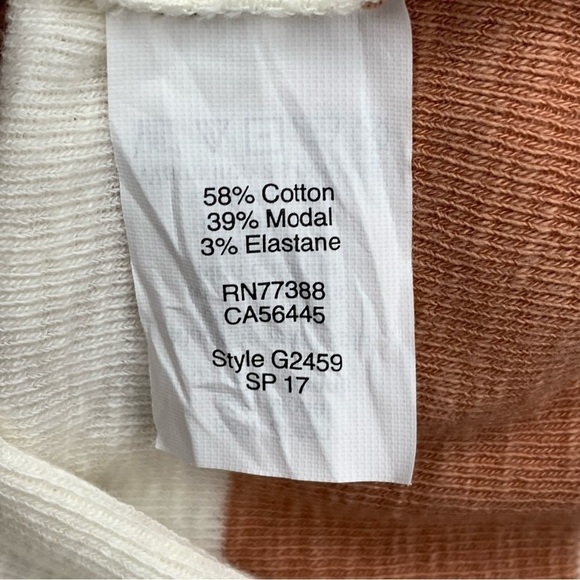 58% Cotton
39% Modal
3% Elastane
RN77388
CA56445
Style G2459
SP 17